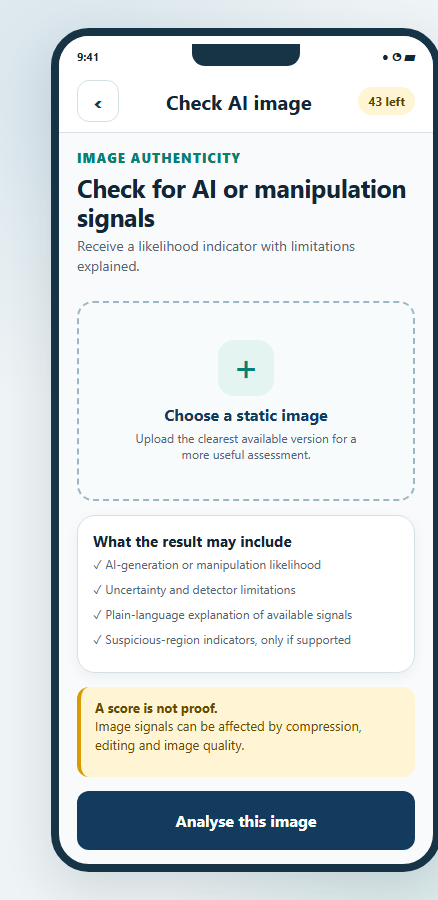 9:41
Check AI image
43 left
IMAGE AUTHENTICITY
Check for AI or manipulation
signals
Receive a likelihood indicator with limitations
explained.
Choose a static image
Upload the clearest available version for a
more useful assessment.
What the result may include
✓ AI-generation or manipulation likelihood
✓ Uncertainty and detector limitations
✓ Plain-language explanation of available signals
✓ Suspicious-region indicators, only if supported
A score is not proof.
Image signals can be affected by compression,
editing and image quality.
Analyse this image